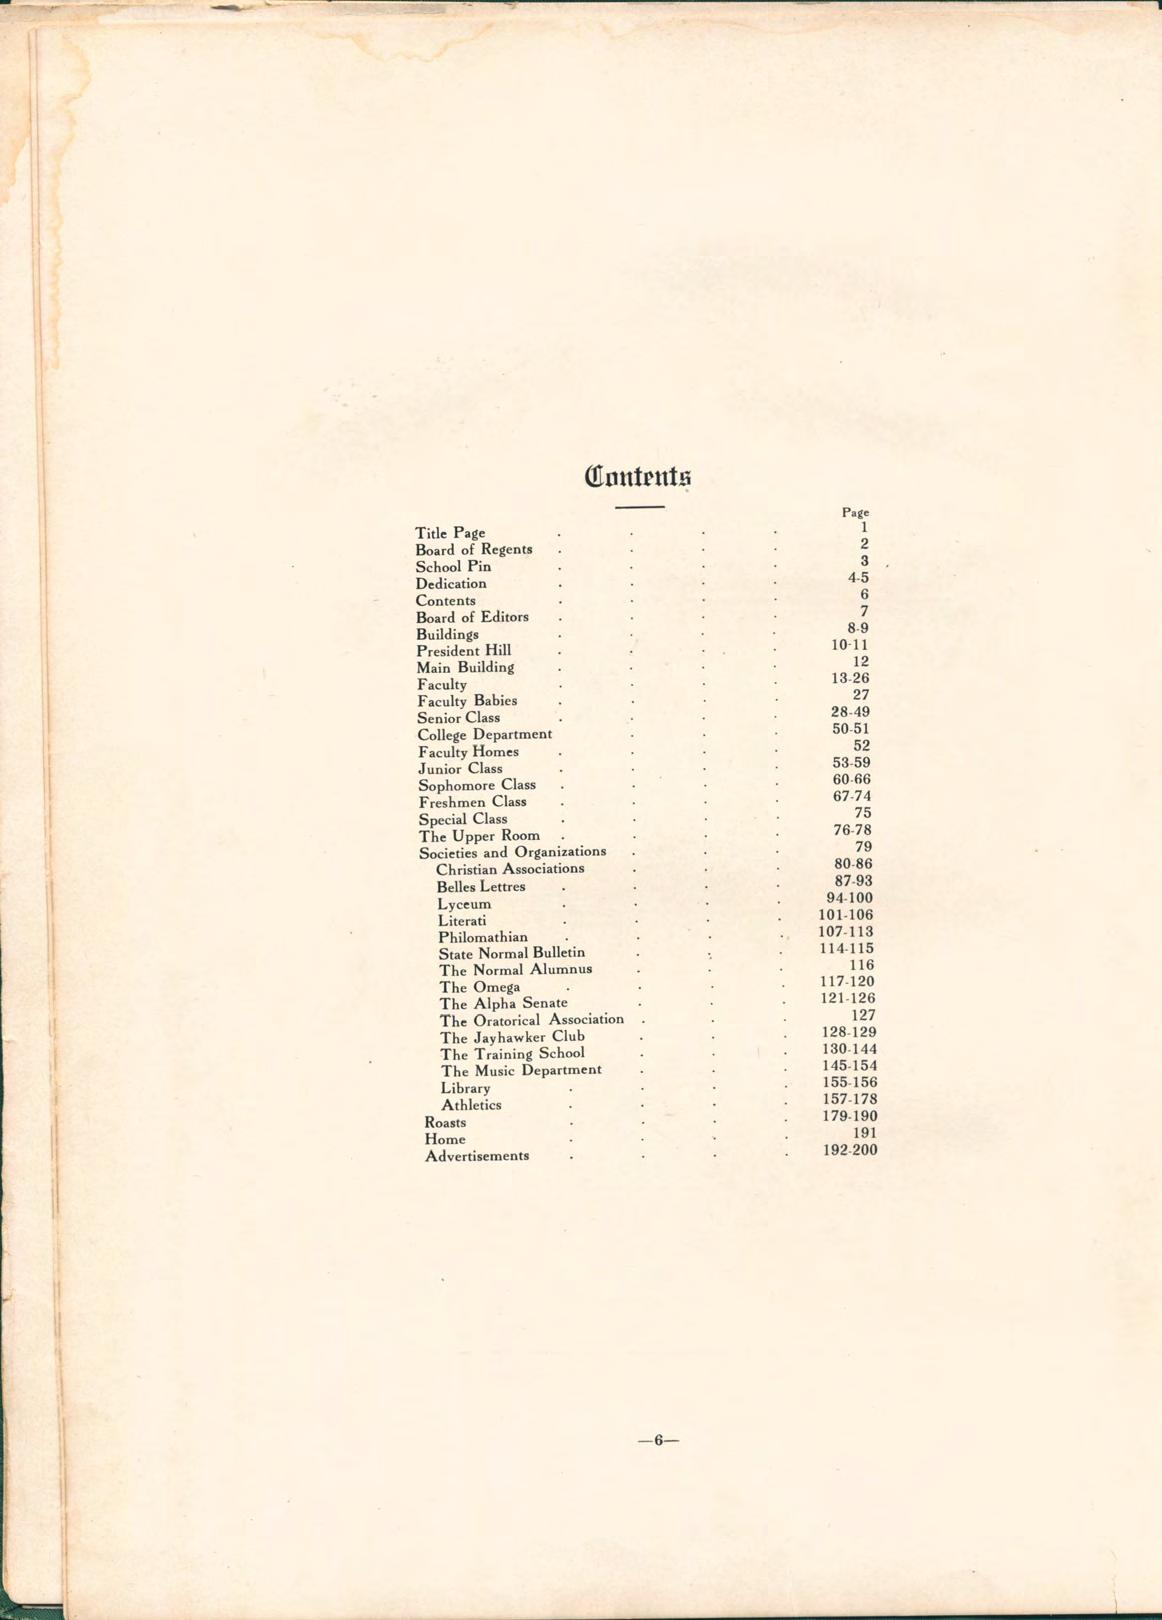 Contents
Page
Title Page . . . . 1
Board of Regents . . . . 2
School Pin . . . . 3
Dedication . . . . 4-5
Contents . . . . 6
Board of Editors . . . . 7
Buildings . . . . 8-9
President Hill . . . . 10-11
Main Building . . . . 12
Faculty . . . . 13-26
Faculty Babies . . . . 27
Senior Class . . . . 28-49
College Department . . . 50-51
Faculty Homes . . . . 52
Junior Class . . . . 53-59
Sophomore Class . . . . 60-66
Freshmen Class . . . . 67-74
Special Class . . . . 75
The Upper Room . . . . 76-78
Societies and Organizations . . . 79
Christian Associations . . . 80-86
Belles Lettres . . . . 87-93
Lyceum . . . . 94-100
Literati . . . . 101-106
Philomathian . . . . 107-113
State Normal Bulletin . . . 114-115
The Normal Alumnus . . . 116
The Omega . . . . 117-120
The Alpha Senate . . . 121-126
The Oratorical Association . . . 127
The Jayhawker Club . . . 128-129
The Training School . . . 130-144
The Music Department . . . 145-154
Library . . . . 155-156
Athletics . . . . 157-178
Roasts . . . . 179-190
Home . . . . 191
Advertisements . . . . 192-200
—6—